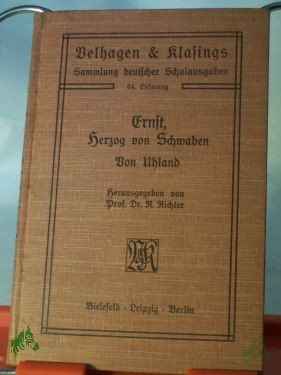 Velhagen & Klasings
Sammlung deutscher Schulausgaben
64. Lieferung
Ernst,
Herzog von Schwaben
Von Uhland
Herausgegeben von
Prof. Dr. R. Richter
Bielefeld - Leipzig - Berlin